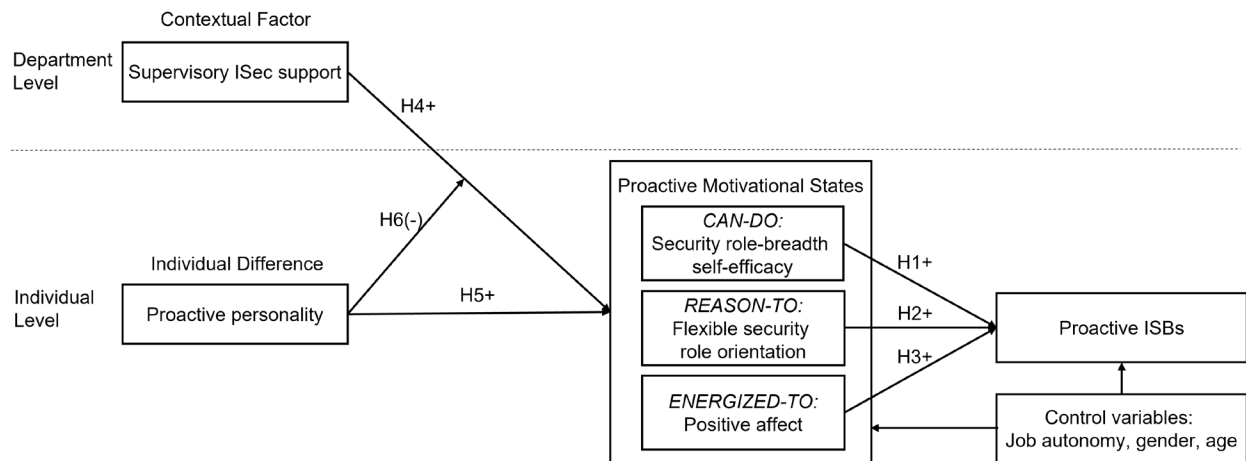 Contextual Factor
Department
Level
Supervisory ISec support
H4+
Proactive Motivational States
CAN-DO:
Security role-breadth
self-efficacy
H6(-)
H1+
Individual Difference
Individual
Level
Proactive personality
H5+
REASON-TO:
Flexible security
role orientation
H2+
Proactive ISBs
H3+
ENERGIZED-TO:
Positive affect
Control variables:
Job autonomy, gender, age